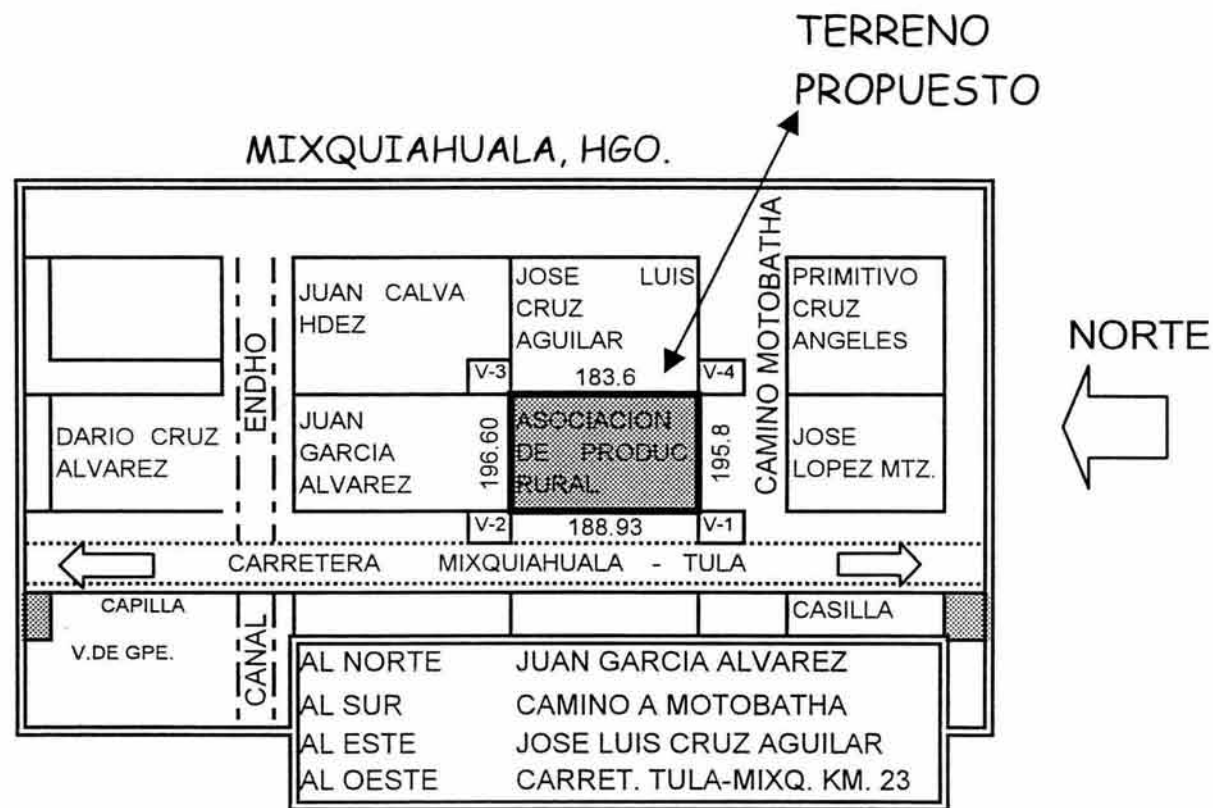 TERRENO
PROPUESTO
MIXQUIAHUALA, HGO.
JUAN CALVA
HDEZ
JOSE LUIS
CRUZ
AGUILAR
CAMINO MOTOBATHA
PRIMITIVO
CRUZ
ANGELES
NORTE
ENDHO
V-3
183.6
V-4
DARIO CRUZ
ALVAREZ
JUAN
GARCIA
ALVAREZ
196.60
ASOCIACION
DE PRODUC
RURAL.
195.8
JOSE
LOPEZ MTZ.
V-2
188.93
V-1
CARRETERA MIXQUIAHUALA - TULA
CAPILLA
V.DE GPE.
CANAL
CASILLA
AL NORTE JUAN GARCIA ALVAREZ
AL SUR CAMINO A MOTOBATHA
AL ESTE JOSE LUIS CRUZ AGUILAR
AL OESTE CARRET. TULA-MIXQ. KM. 23